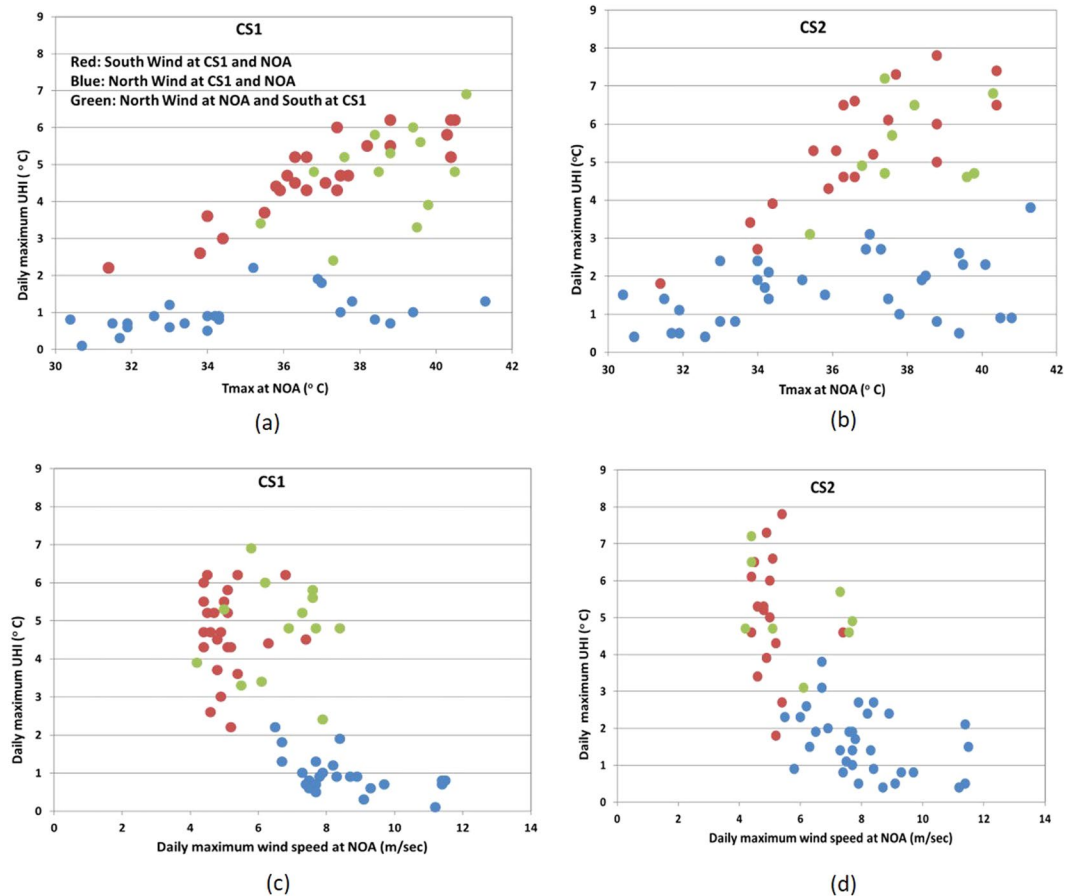 CS1
Red: South Wind at CS1 and NOA
Blue: North Wind at CS1 and NOA
Green: North Wind at NOA and South at CS1
Daily maximum UHI (° C)
9
8
7
6
5
4
3
2
1
0
30 32 34 36 38 40 42
Tmax at NOA (° C)
(a)
CS2
Daily maximum UHI (°C)
9
8
7
6
5
4
3
2
1
0
30 32 34 36 38 40 42
Tmax at NOA (° C)
(b)
CS1
Daily maximum UHI (° C)
9
8
7
6
5
4
3
2
1
0
0 2 4 6 8 10 12 14
Daily maximum wind speed at NOA (m/sec)
(c)
CS2
Daily maximum UHI (° C)
9
8
7
6
5
4
3
2
1
0
0 2 4 6 8 10 12 14
Daily maximum wind speed at NOA (m/sec)
(d)